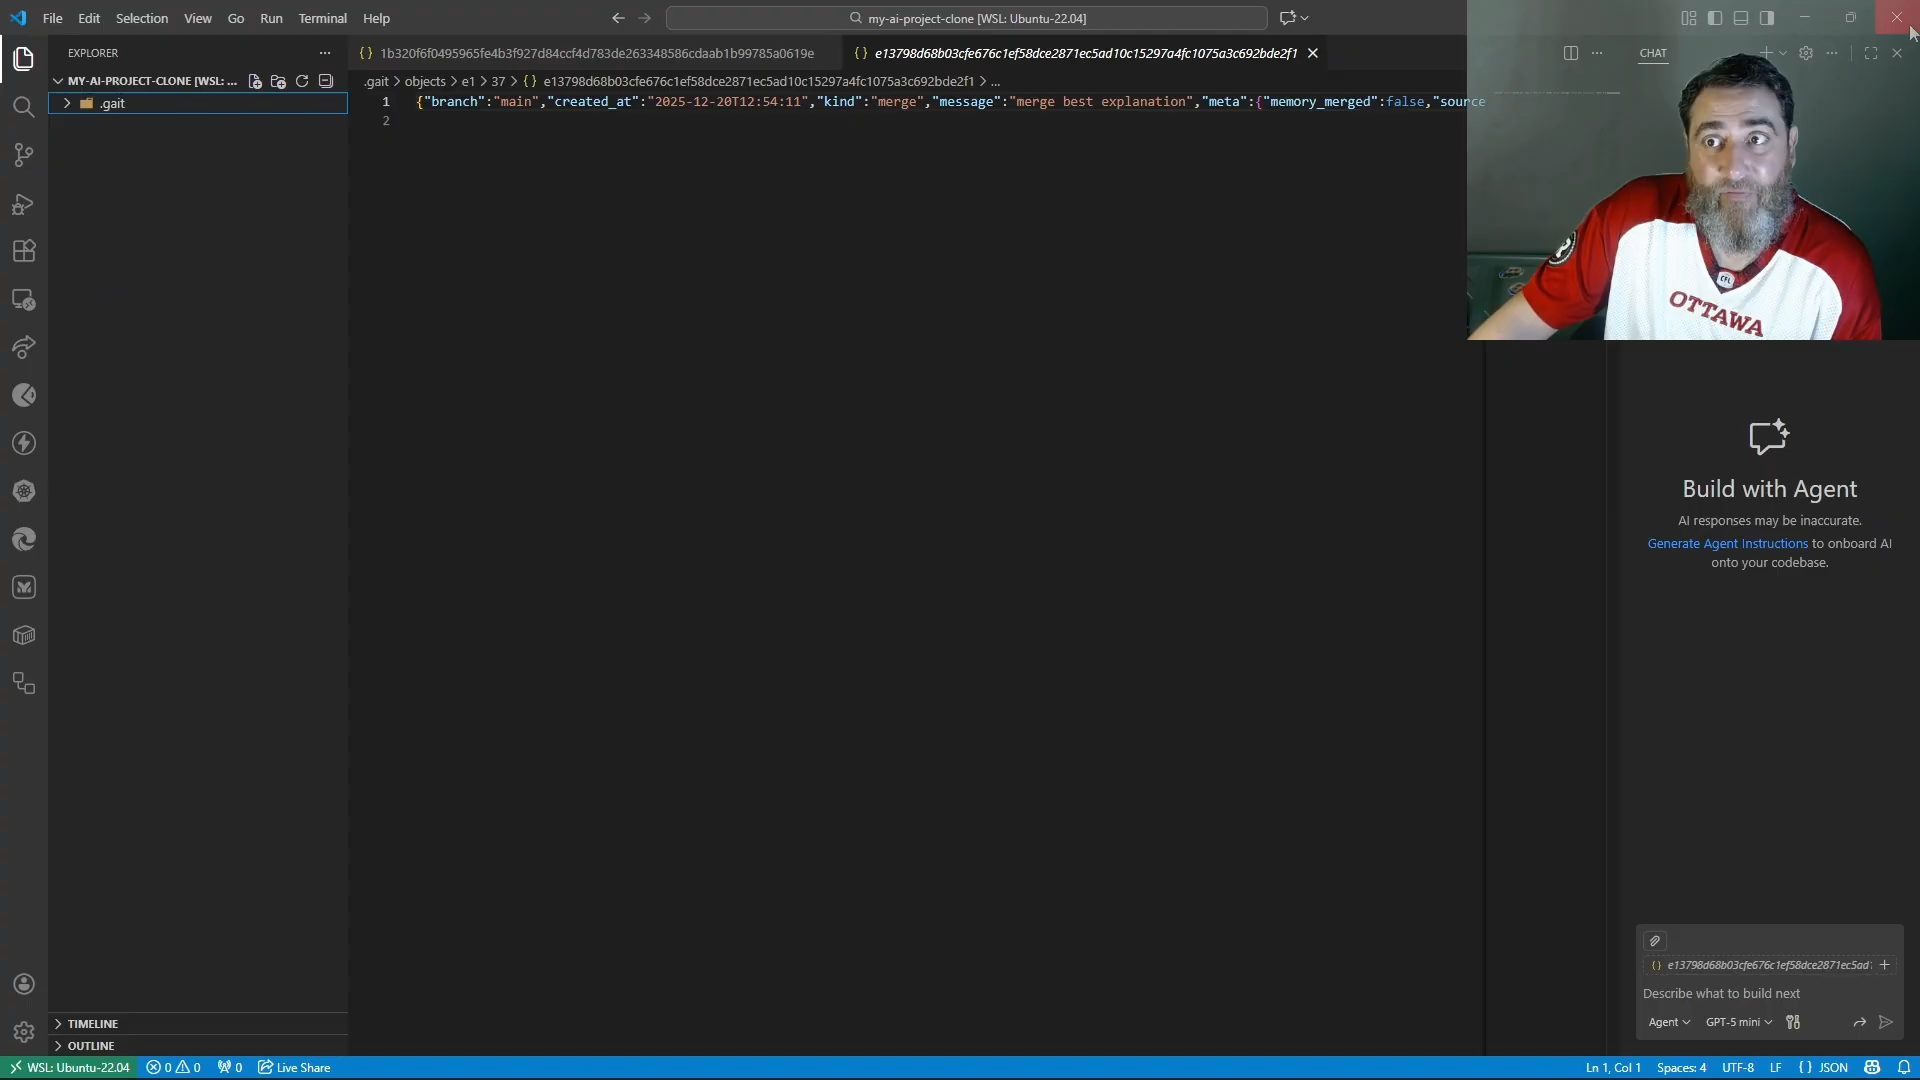 File Edit Selection View Go Run Terminal Help
my-ai-project-clone [WSL: Ubuntu-22.04]
EXPLORER
1b320f6f0495965fe4b3f927d84ccf4d783de263348586cdaab1b99785a0619e
e13798d68b03cfe676c1ef58dce2871ec5ad10c15297a4fc1075a3c692bde2f1
CHAT
MY-AI-PROJECT-CLONE [WSL: ...
.gait > objects > e1 > 37 > {} e13798d68b03cfe676c1ef58dce2871ec5ad10c15297a4fc1075a3c692bde2f1 > ...
.gait
1 {"branch":"main","created_at":"2025-12-20T12:54:11","kind":"merge","message":"merge best explanation","meta":{"memory_merged":false,"source
2
CFL
OTTAWA
Build with Agent
AI responses may be inaccurate.
Generate Agent Instructions to onboard AI
onto your codebase.
{} e13798d68b03cfe676c1ef58dce2871ec5ad
Describe what to build next
Agent GPT-5 mini
TIMELINE
OUTLINE
WSL: Ubuntu-22.04 0 0 0 Live Share Ln 1, Col 1 Spaces: 4 UTF-8 LF {} JSON